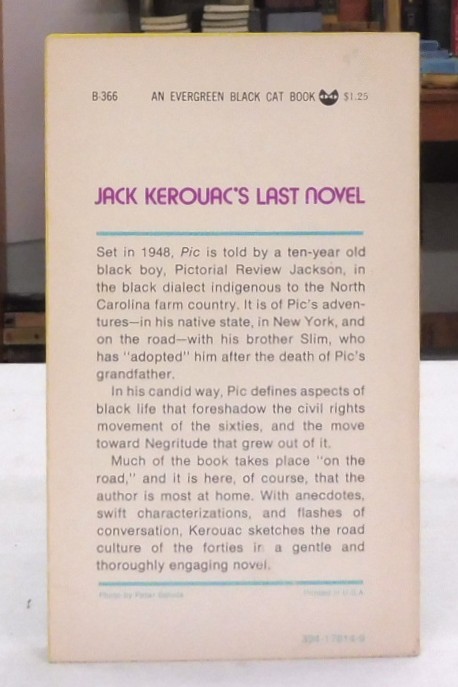 B-366 AN EVERGREEN BLACK CAT BOOK $1.25
JACK KEROUAC'S LAST NOVEL
Set in 1948, Pic is told by a ten-year old
black boy, Pictorial Review Jackson, in
the black dialect indigenous to the North
Carolina farm country. It is of Pic's adven-
tures—in his native state, in New York, and
on the road—with his brother Slim, who
has "adopted" him after the death of Pic's
grandfather.
In his candid way, Pic defines aspects of
black life that foreshadow the civil rights
movement of the sixties, and the move
toward Negritude that grew out of it.
Much of the book takes place "on the
road," and it is here, of course, that the
author is most at home. With anecdotes,
swift characterizations, and flashes of
conversation, Kerouac sketches the road
culture of the forties in a gentle and
thoroughly engaging novel.
Photo by Printed in U.S.A.